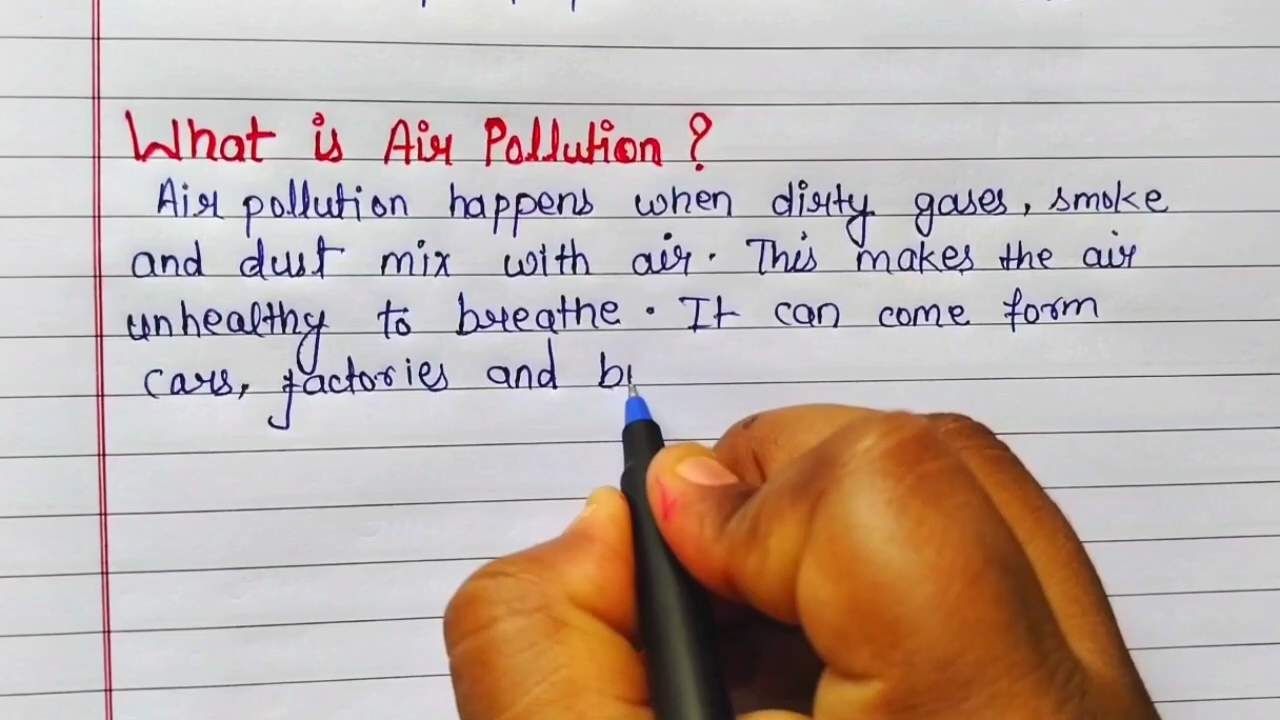 What is Air Pollution ?
Air pollution happens when dirty gases, smoke
and dust mix with air. This makes the air
unhealthy to breathe. It can come form
cars, factories and